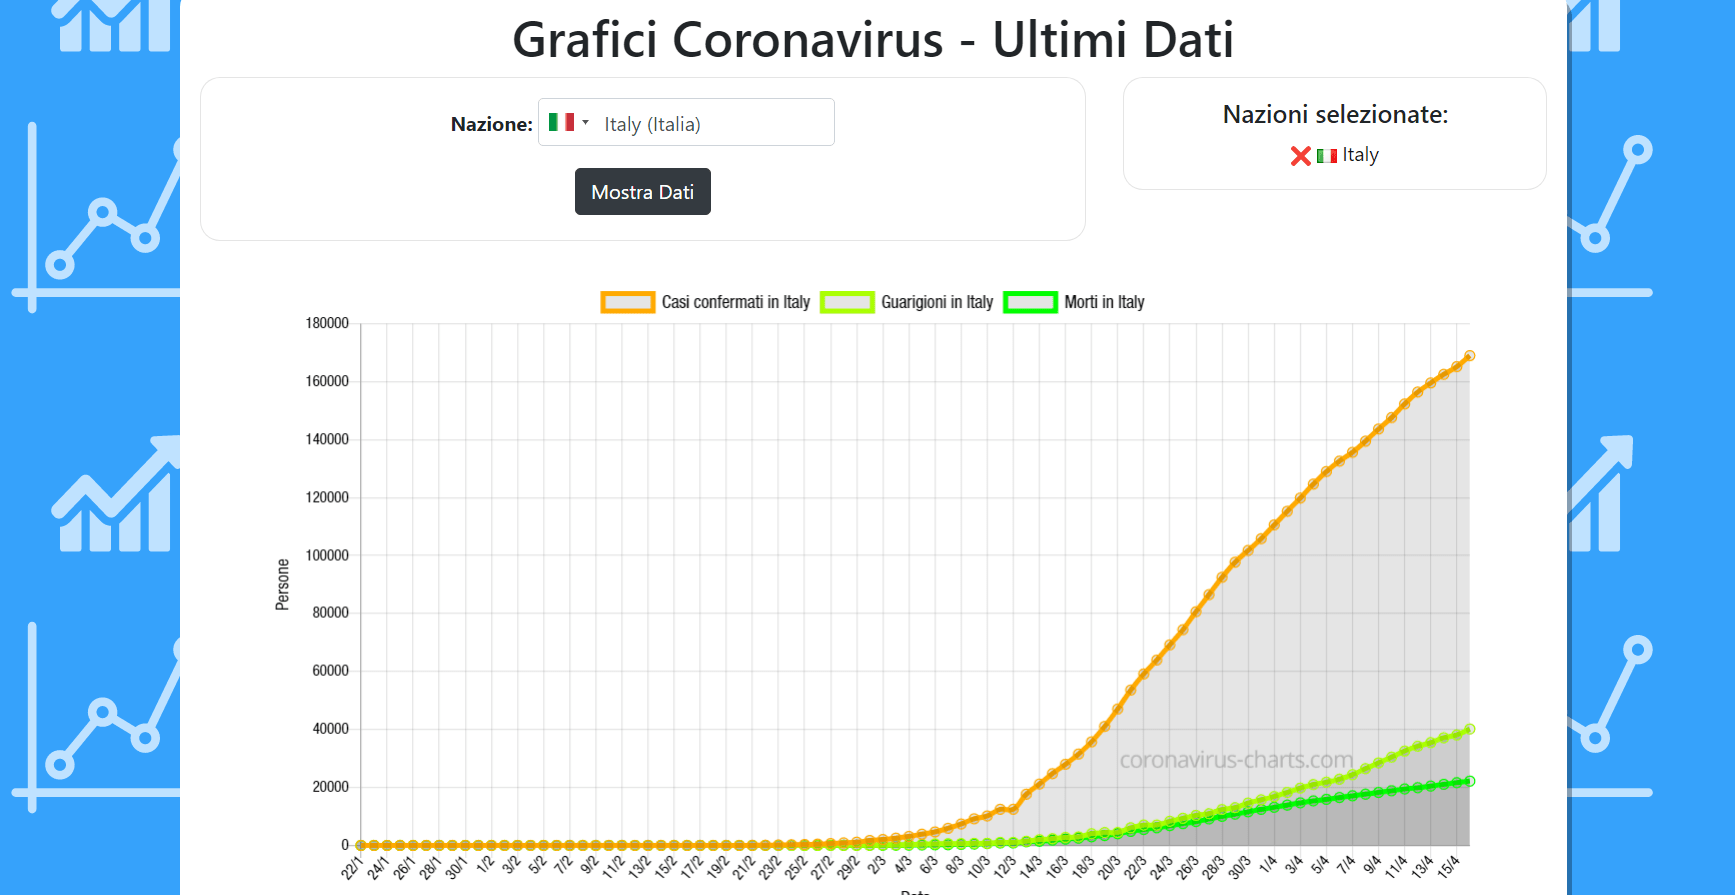 Grafici Coronavirus - Ultimi Dati
Nazione: Italy (Italia)
Mostra Dati
Nazioni selezionate:
Italy
Casi confermati in Italy Guarigioni in Italy Morti in Italy
180000
160000
140000
120000
100000
80000
60000
40000
20000
0
Persone
coronavirus-charts.com
22/1 24/1 26/1 28/1 30/1 1/2 3/2 5/2 7/2 9/2 11/2 13/2 15/2 17/2 19/2 21/2 23/2 25/2 27/2 29/2 2/3 4/3 6/3 8/3 10/3 12/3 14/3 16/3 18/3 20/3 22/3 24/3 26/3 28/3 30/3 1/4 3/4 5/4 7/4 9/4 11/4 13/4 15/4